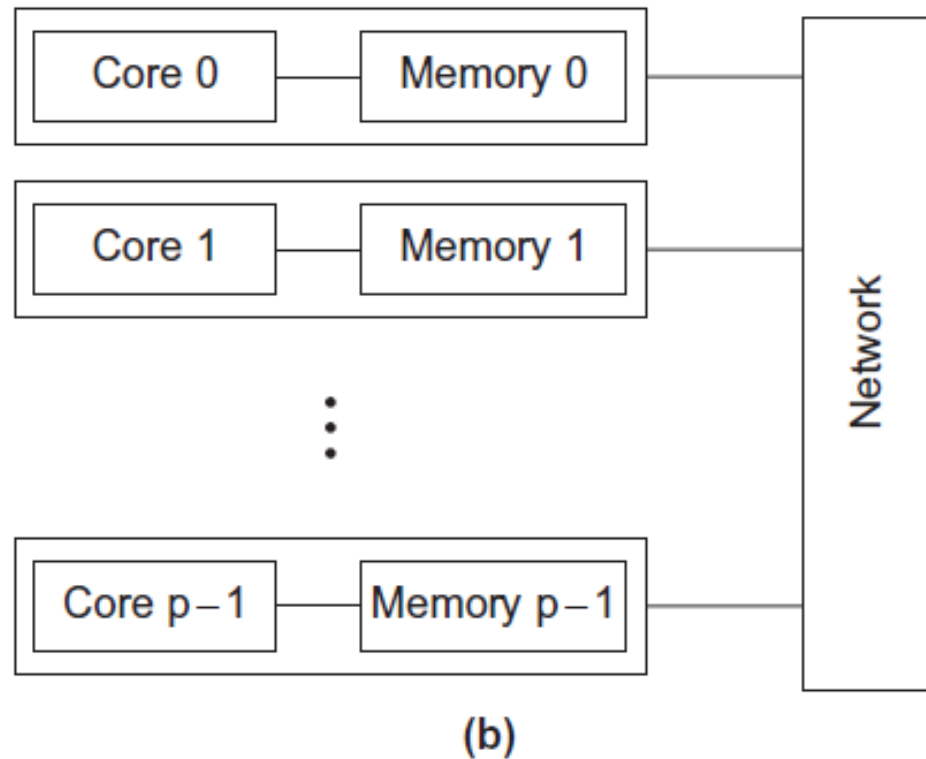 Core 0
Memory 0
Core 1
Memory 1
Network
Core p−1
Memory p−1
(b)